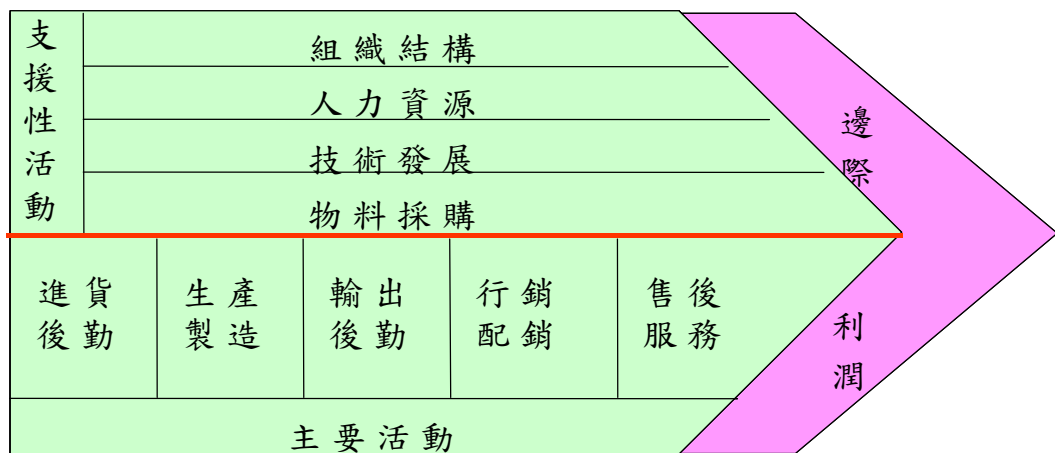 支援性活動
組織結構
人力資源
技術發展
物料採購
邊際
進貨
後勤
生產
製造
輸出
後勤
行銷
配銷
售後
服務
利潤
主要活動